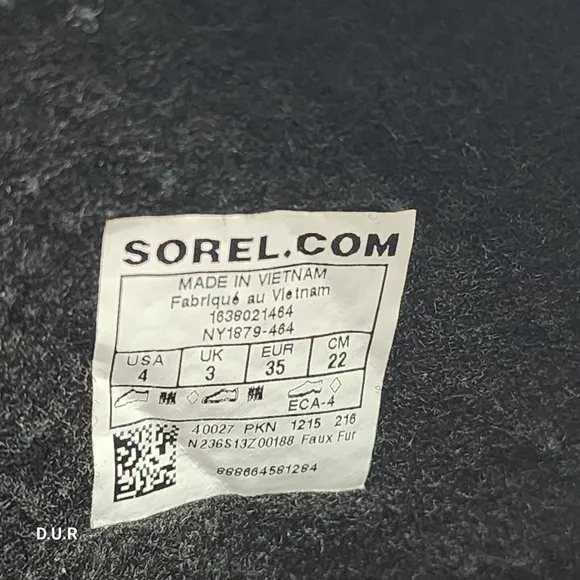 SOREL.COM
MADE IN VIETNAM
Fabriqué au Vietnam
1638021464
NY1879-464
USA UK EUR CM
4 3 35 22
ECA-4
40027 PKN 1215 216
N236S13Z00188 Faux Fur
888664581284
D.U.R